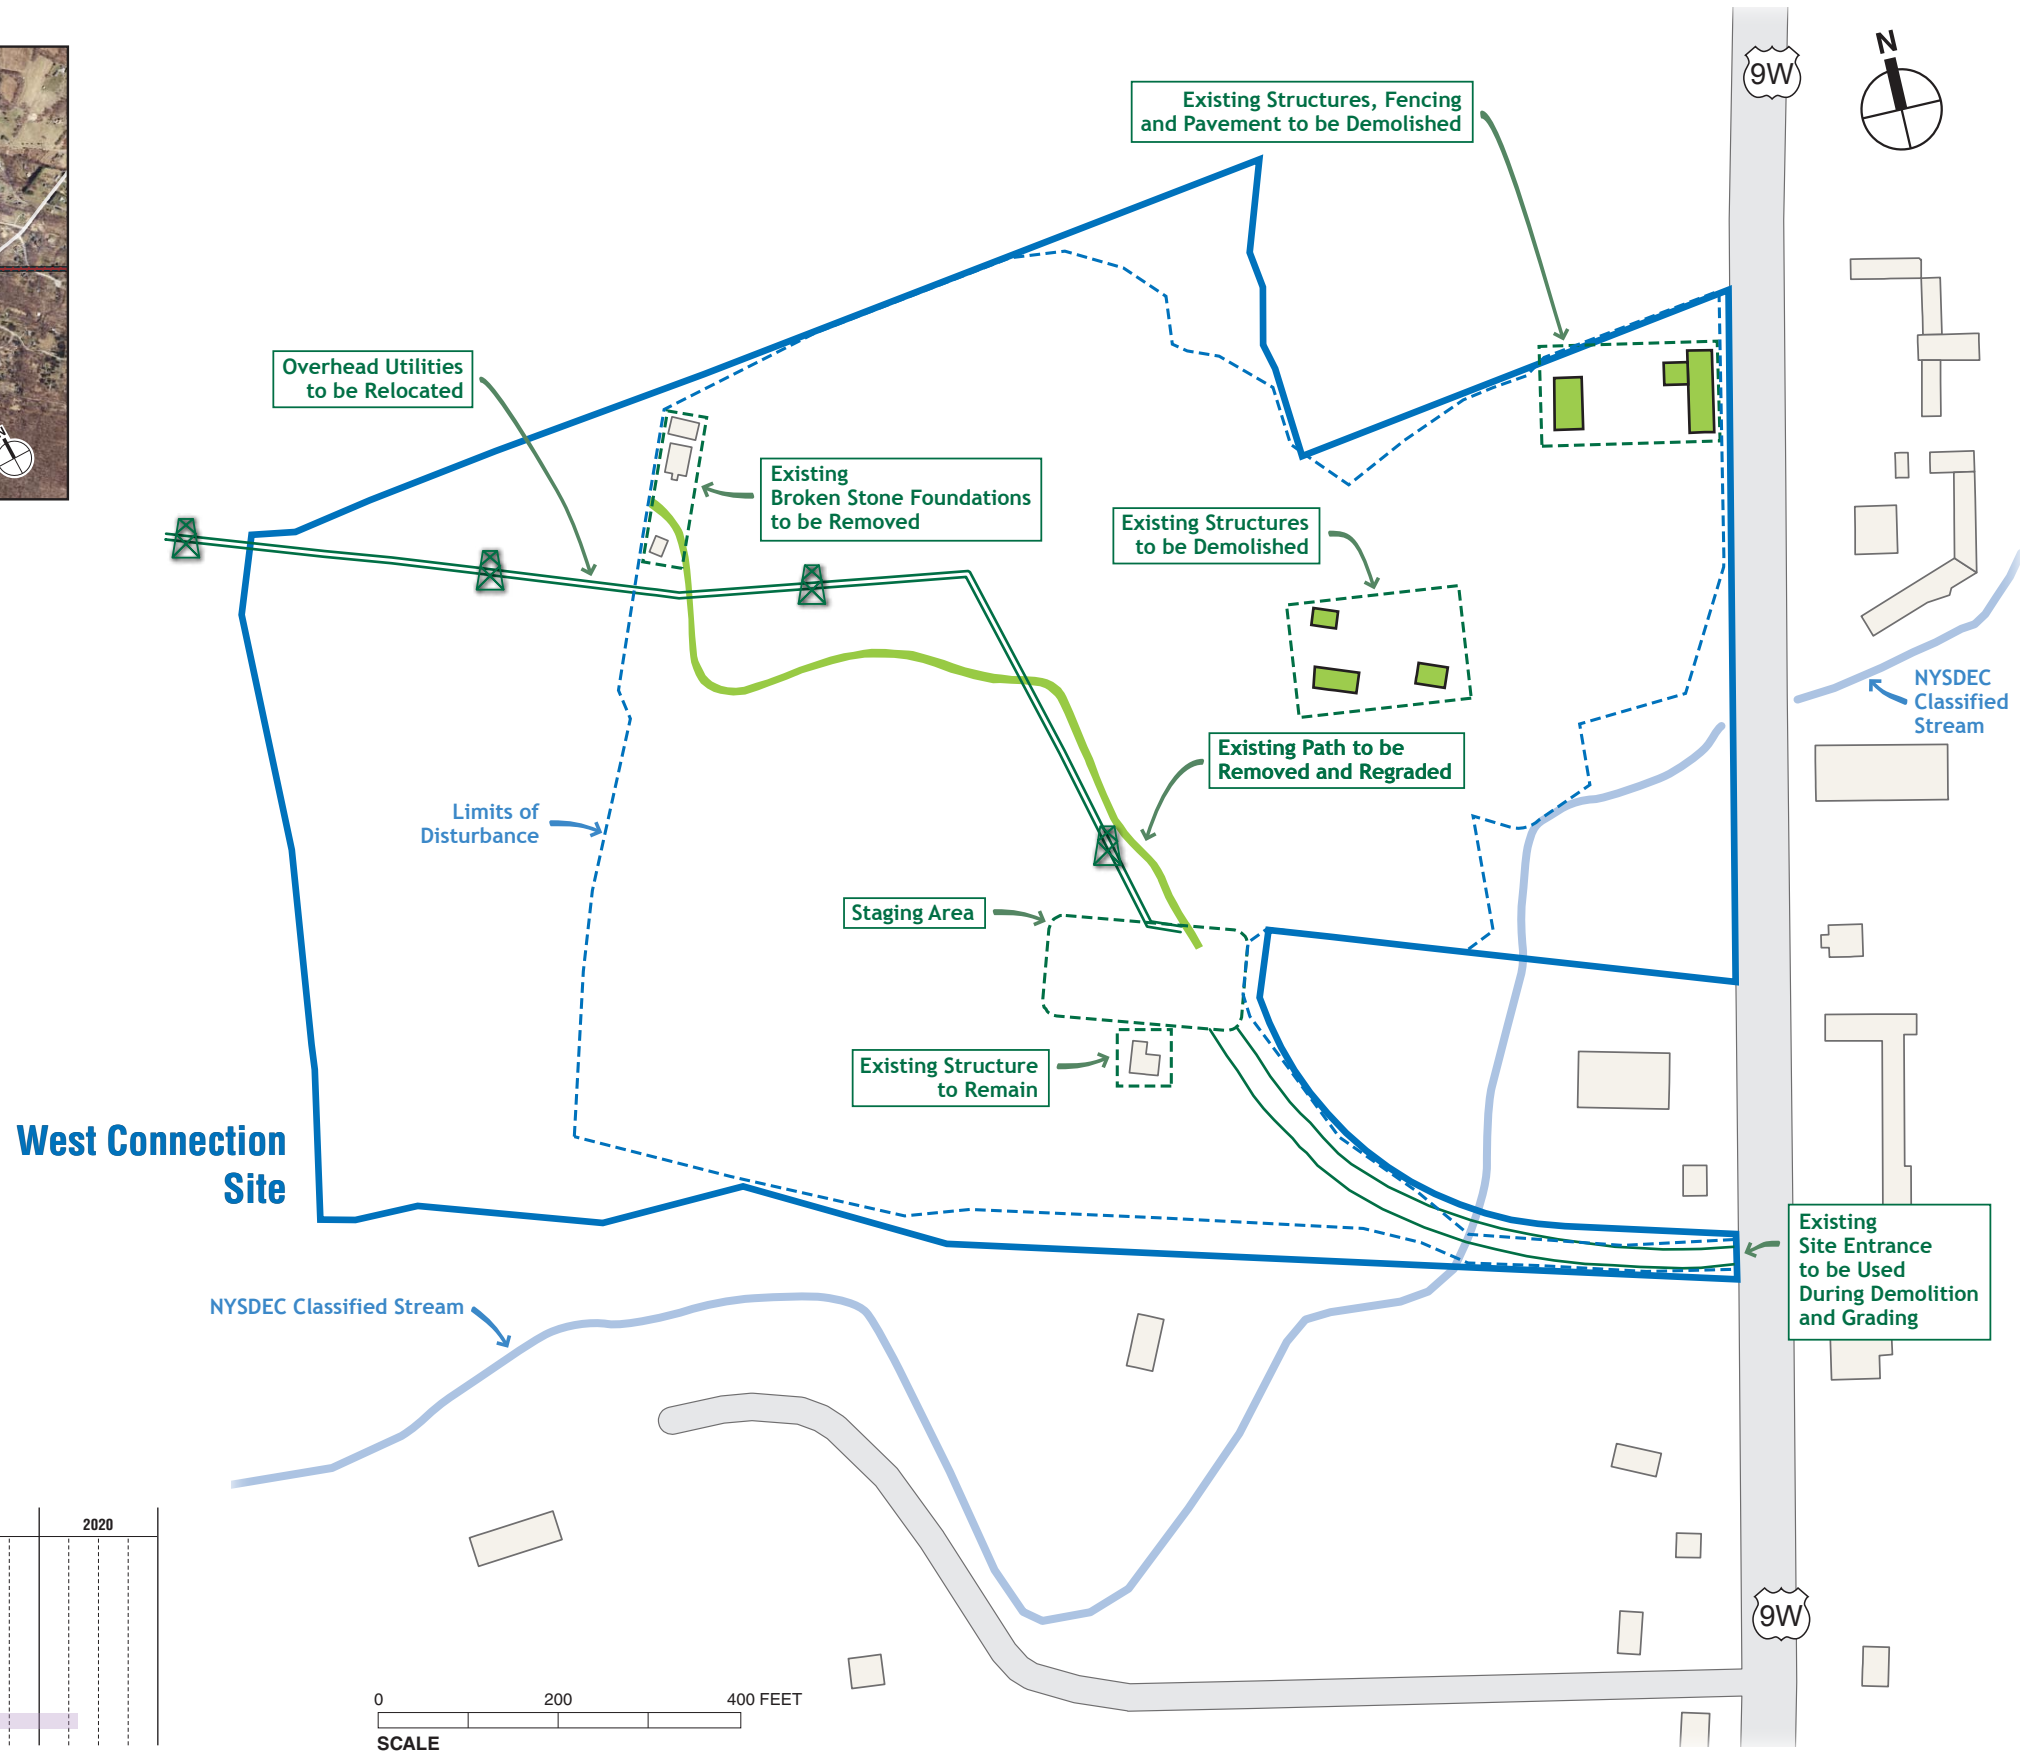 9W
N
Existing Structures, Fencing
and Pavement to be Demolished
Overhead Utilities
to be Relocated
N
Existing
Broken Stone Foundations
to be Removed
Existing Structures
to be Demolished
NYSDEC
Classified
Stream
Existing Path to be
Removed and Regraded
Limits of
Disturbance
Staging Area
Existing Structure
to Remain
West Connection
Site
Existing
Site Entrance
to be Used
During Demolition
and Grading
NYSDEC Classified Stream
2020
9W
0 200 400 FEET
SCALE